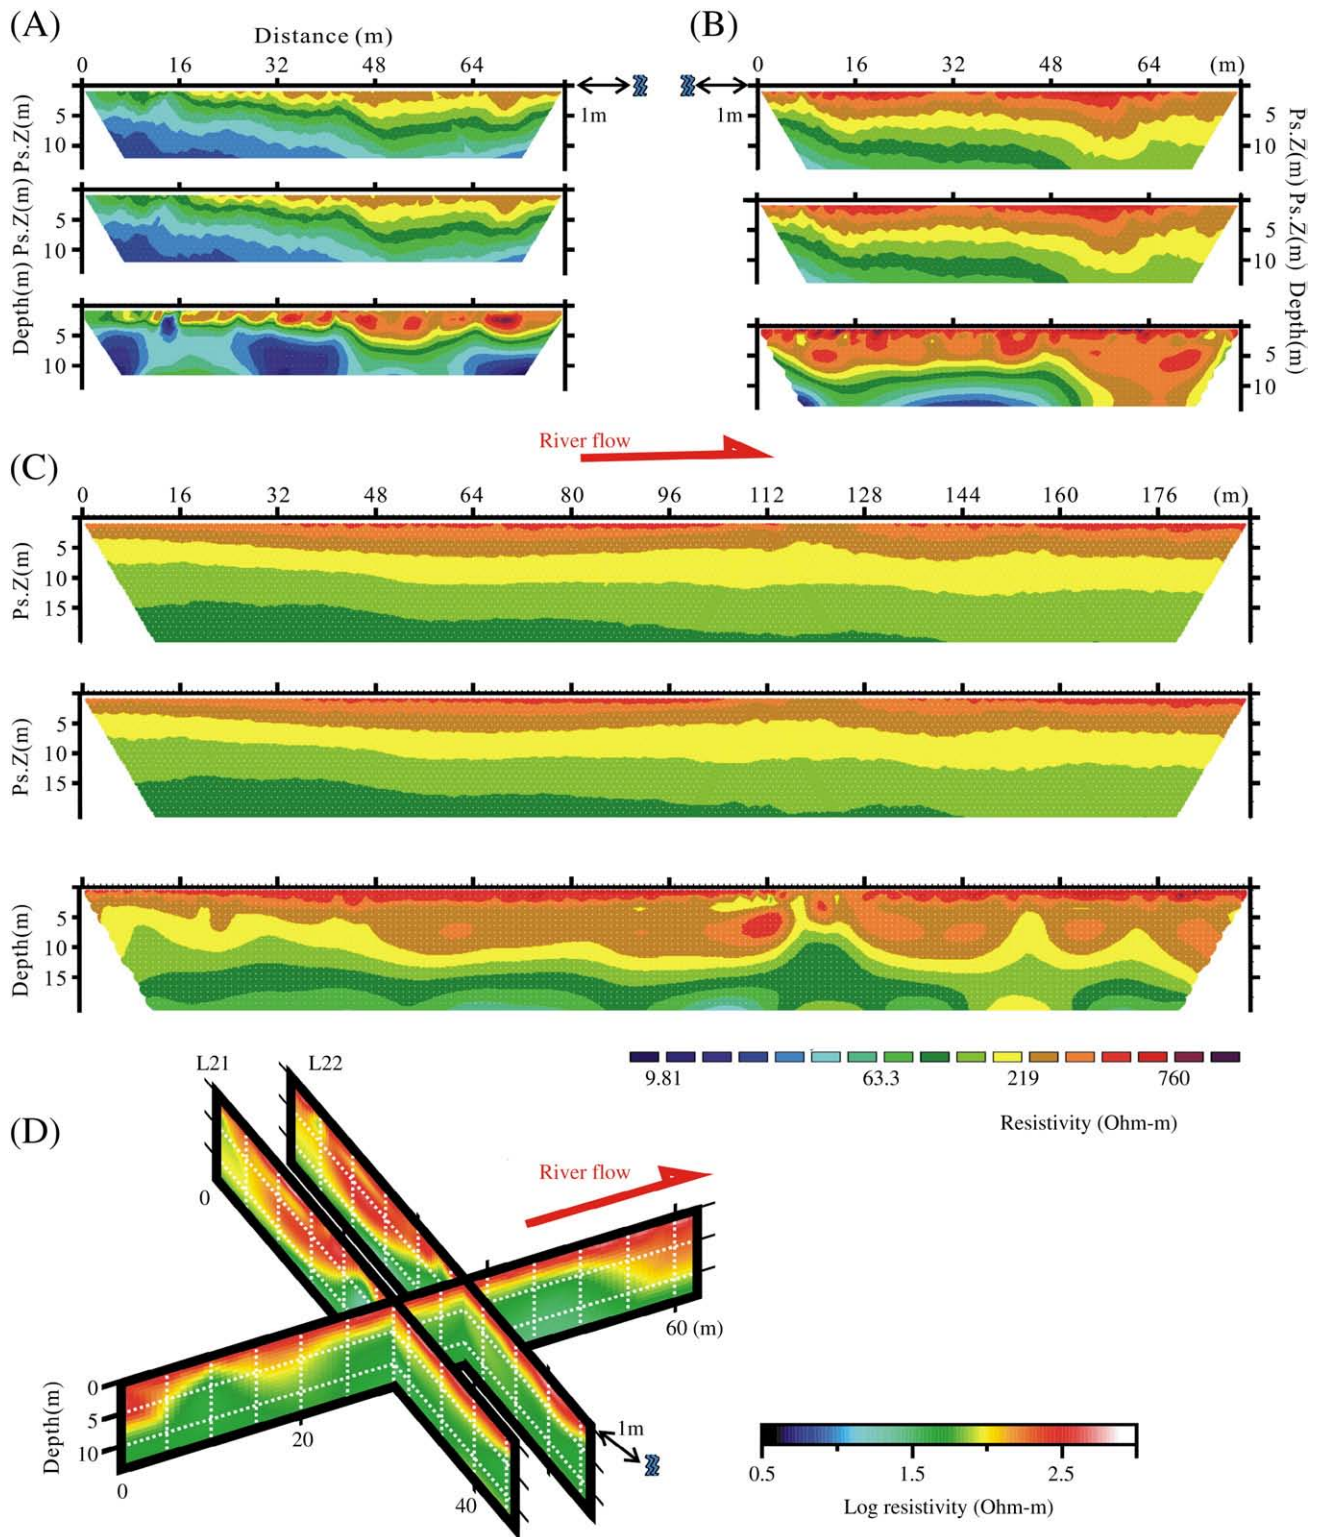 (A)
Distance (m)
0 16 32 48 64
Ps.Z(m)
5
10
1m
Ps.Z(m)
5
10
Depth(m)
5
10
(B)
0 16 32 48 64 (m)
1m
5
10
Ps.Z(m)
5
10
Ps.Z(m)
5
10
Depth(m)
River flow
(C)
0 16 32 48 64 80 96 112 128 144 160 176 (m)
Ps.Z(m)
5
10
15
Ps.Z(m)
5
10
15
Depth(m)
5
10
15
9.81 63.3 219 760
Resistivity (Ohm-m)
(D)
L21 L22
0
River flow
60 (m)
Depth(m)
0
5
10
0
20
40
1m
0.5 1.5 2.5
Log resistivity (Ohm-m)